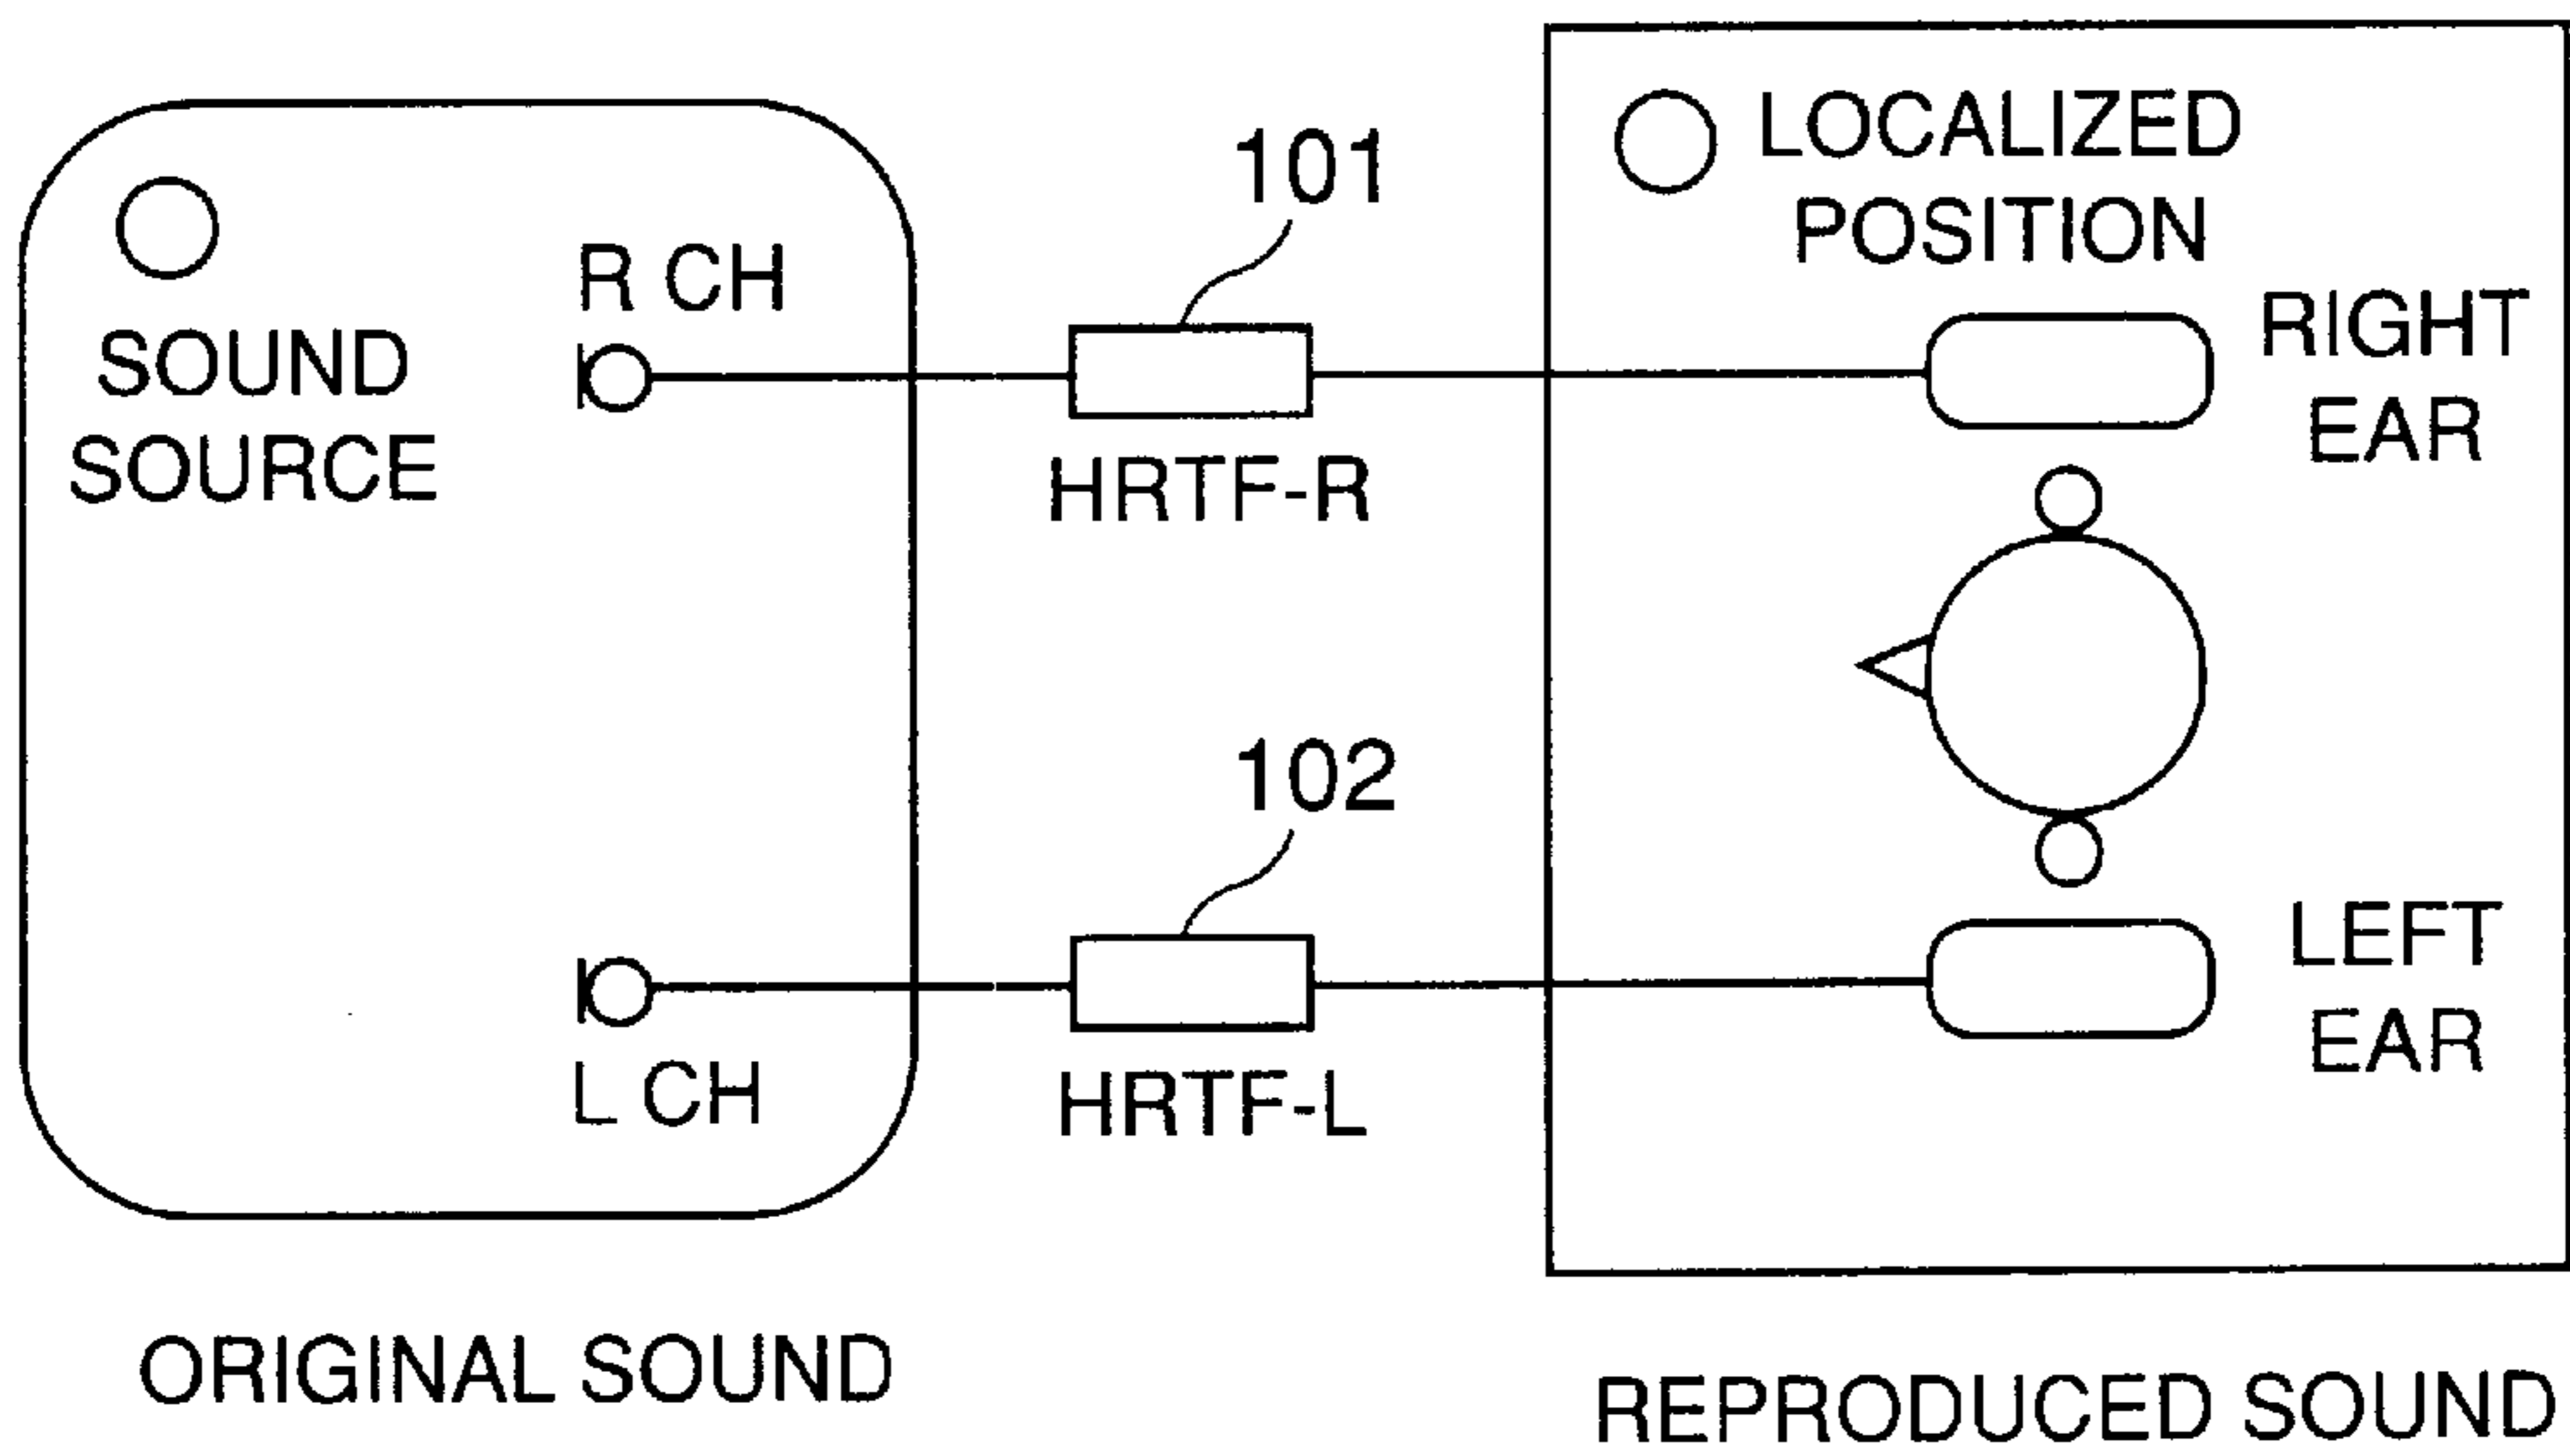 SOUND
SOURCE
R CH
L CH
101
HRTF-R
102
HRTF-L
LOCALIZED
POSITION
RIGHT
EAR
LEFT
EAR
ORIGINAL SOUND
REPRODUCED SOUND